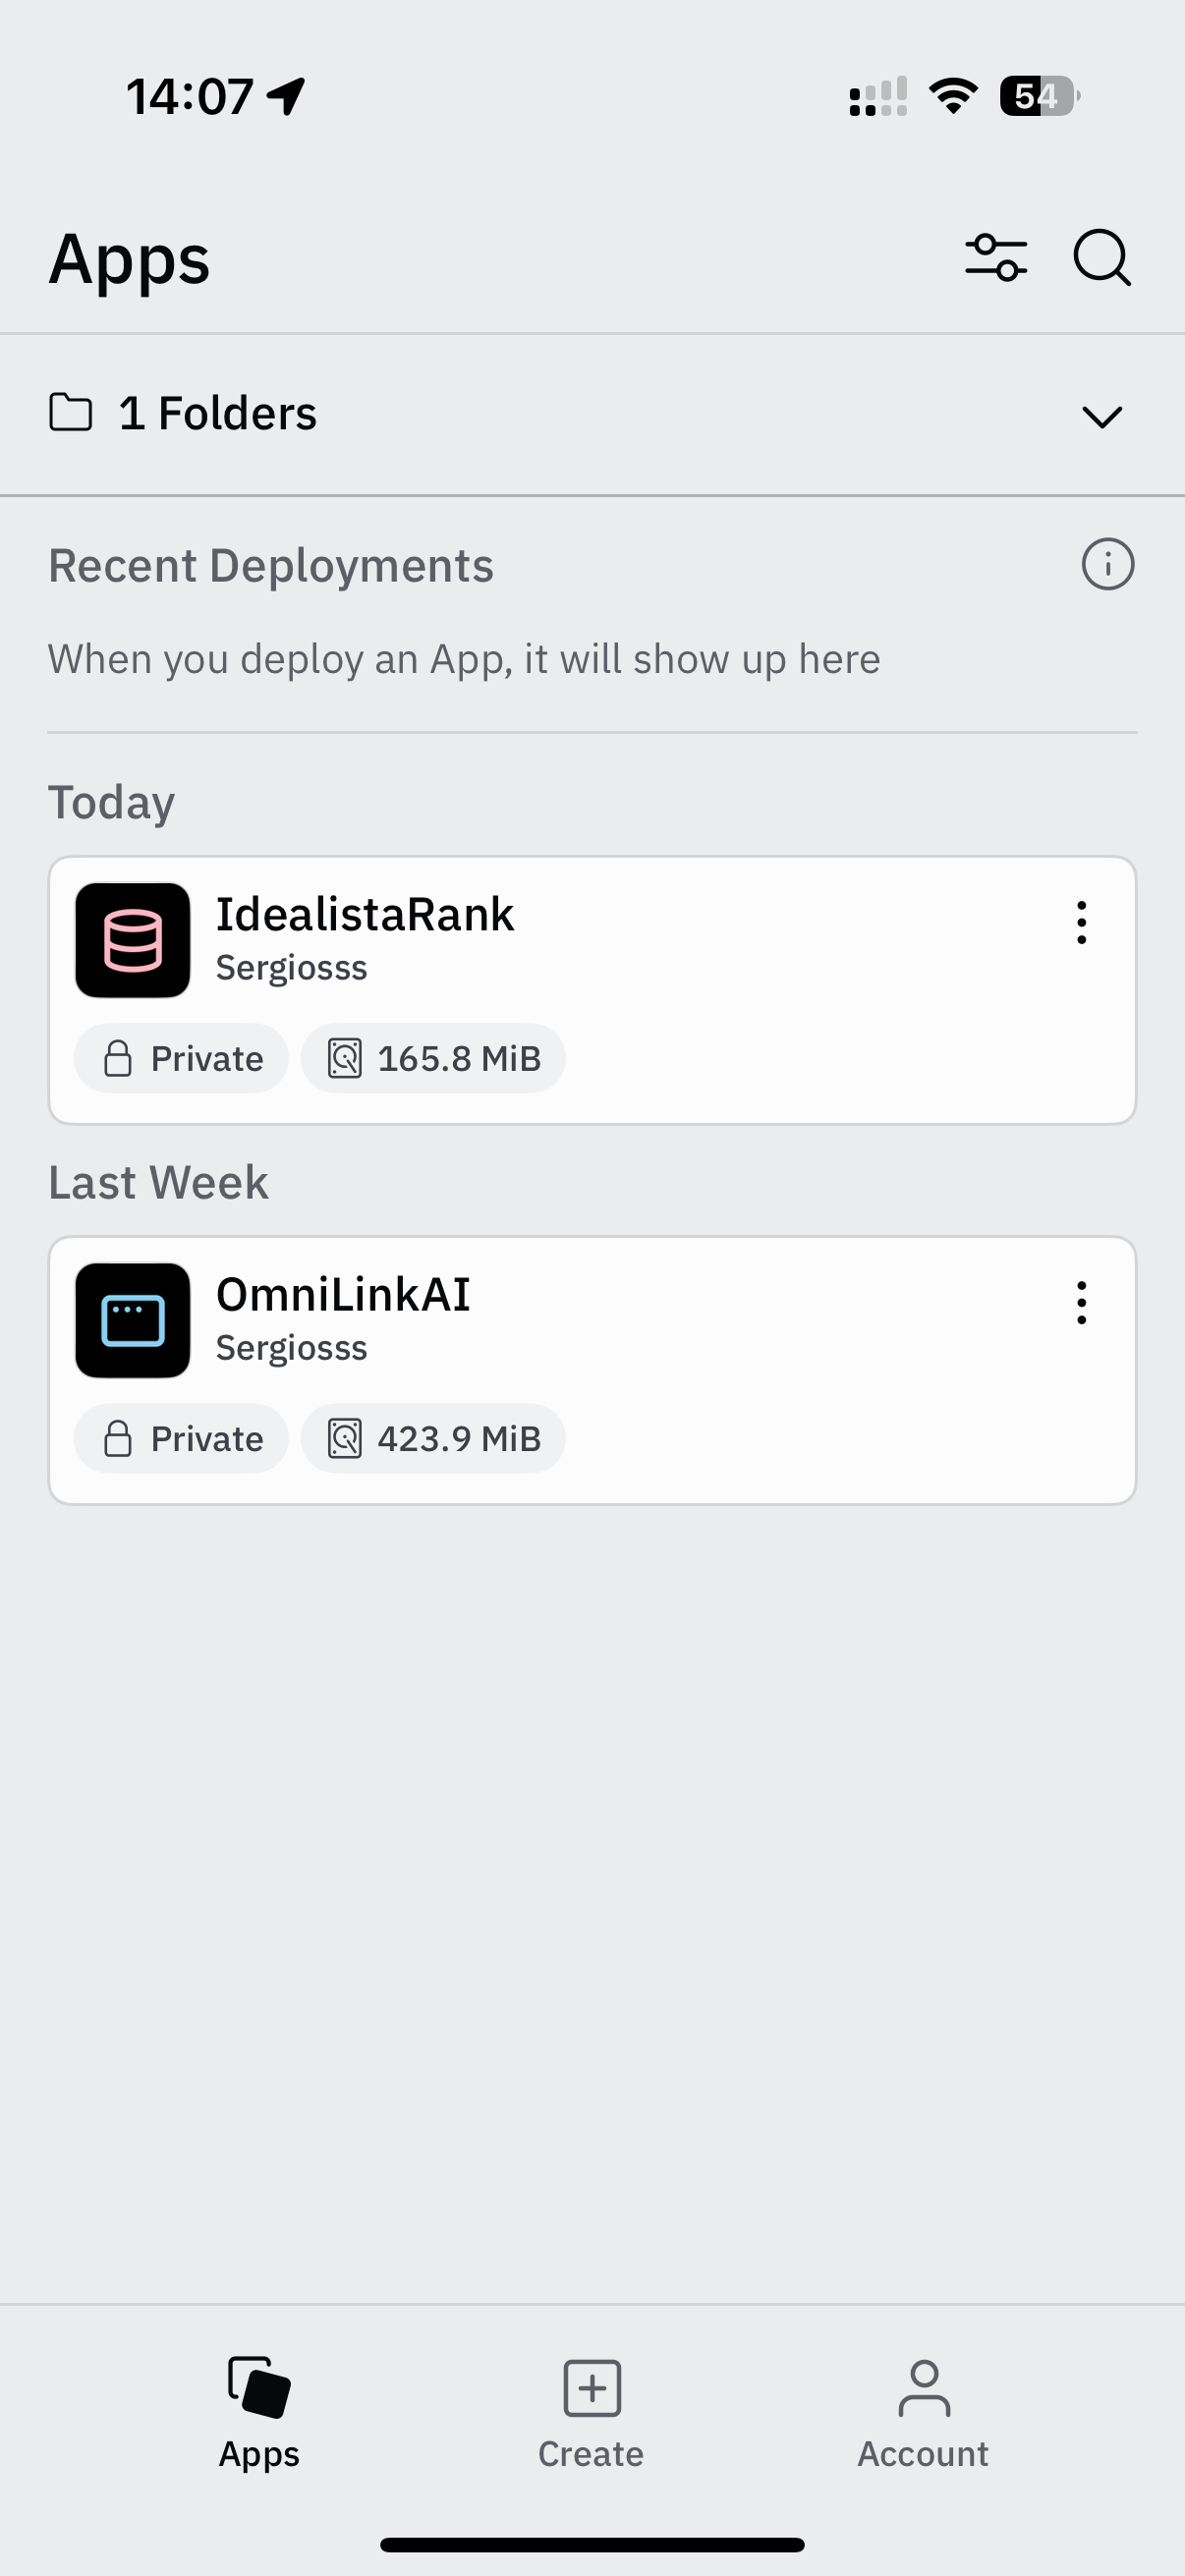 14:07
54
Apps
1 Folders
Recent Deployments
When you deploy an App, it will show up here
Today
IdealistaRank
Sergiosss
Private 165.8 MiB
Last Week
OmniLinkAI
Sergiosss
Private 423.9 MiB
Apps Create Account